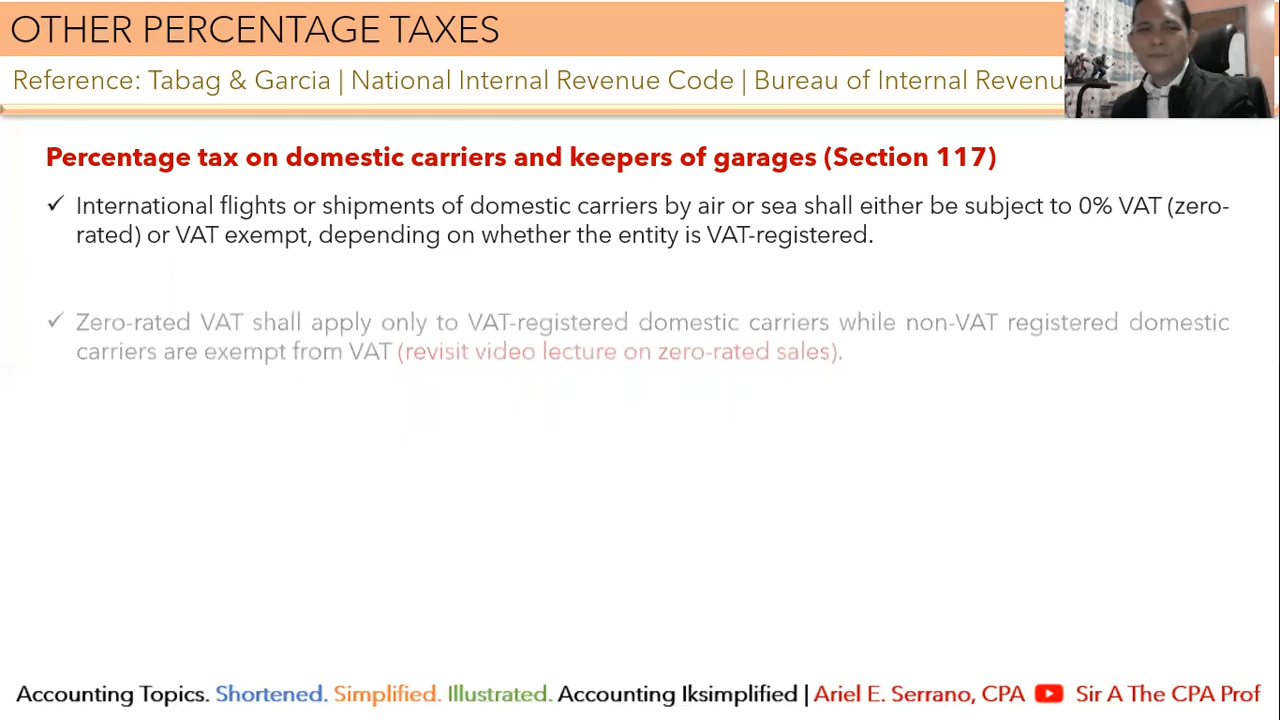 OTHER PERCENTAGE TAXES
Reference: Tabag & Garcia | National Internal Revenue Code | Bureau of Internal Revenu
Percentage tax on domestic carriers and keepers of garages (Section 117)
✓ International flights or shipments of domestic carriers by air or sea shall either be subject to 0% VAT (zero-
rated) or VAT exempt, depending on whether the entity is VAT-registered.
✓ Zero-rated VAT shall apply only to VAT-registered domestic carriers while non-VAT registered domestic
carriers are exempt from VAT (revisit video lecture on zero-rated sales).
Accounting Topics. Shortened. Simplified. Illustrated. Accounting Iksimplified | Ariel E. Serrano, CPA Sir A The CPA Prof